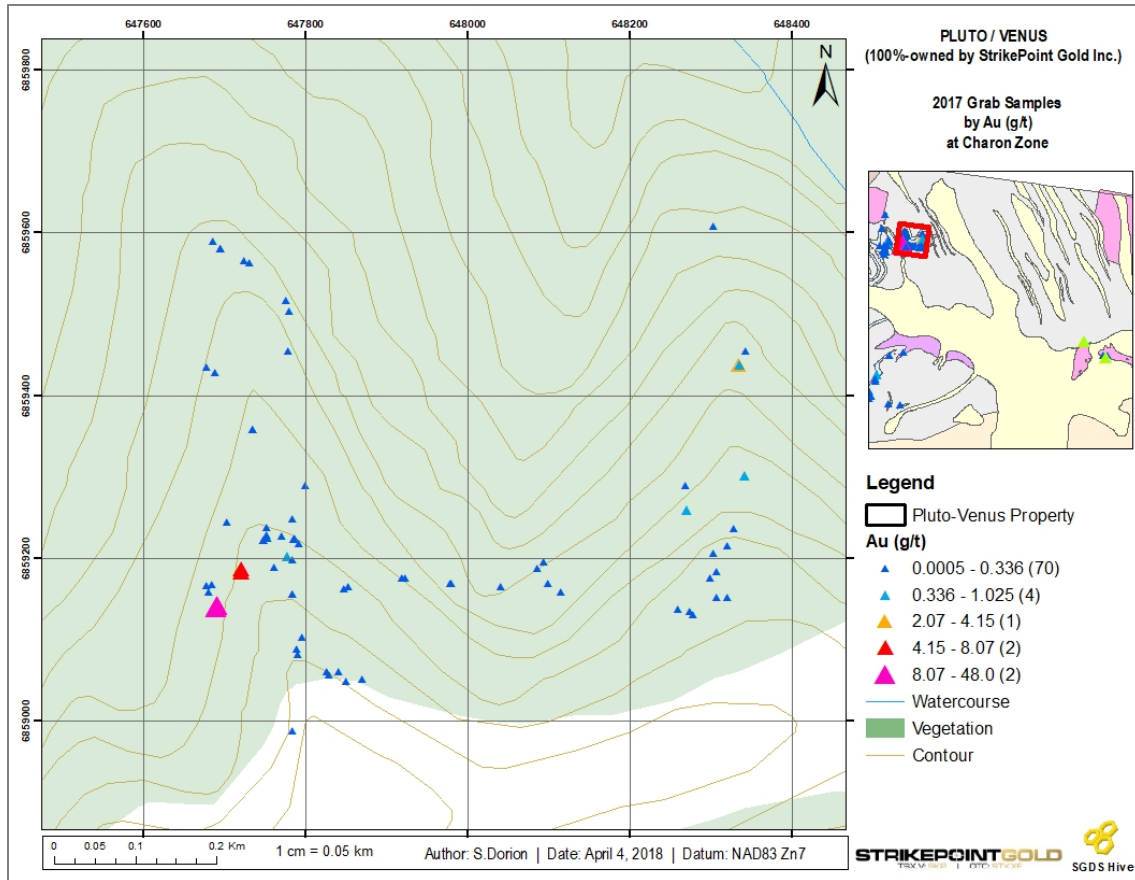 647600 647800 648000 648200 648400
6859800
6859600
6859400
6859200
6859000
N
0 0.05 0.1 0.2 Km
1 cm = 0.05 km
Author: S.Dorion | Date: April 4, 2018 | Datum: NAD83 Zn7
PLUTO / VENUS
(100%-owned by StrikePoint Gold Inc.)
2017 Grab Samples
by Au (g/t)
at Charon Zone
Legend
Pluto-Venus Property
Au (g/t)
0.0005 - 0.336 (70)
0.336 - 1.025 (4)
2.07 - 4.15 (1)
4.15 - 8.07 (2)
8.07 - 48.0 (2)
Watercourse
Vegetation
Contour
STRIKEPOINTGOLD
SGDS Hive